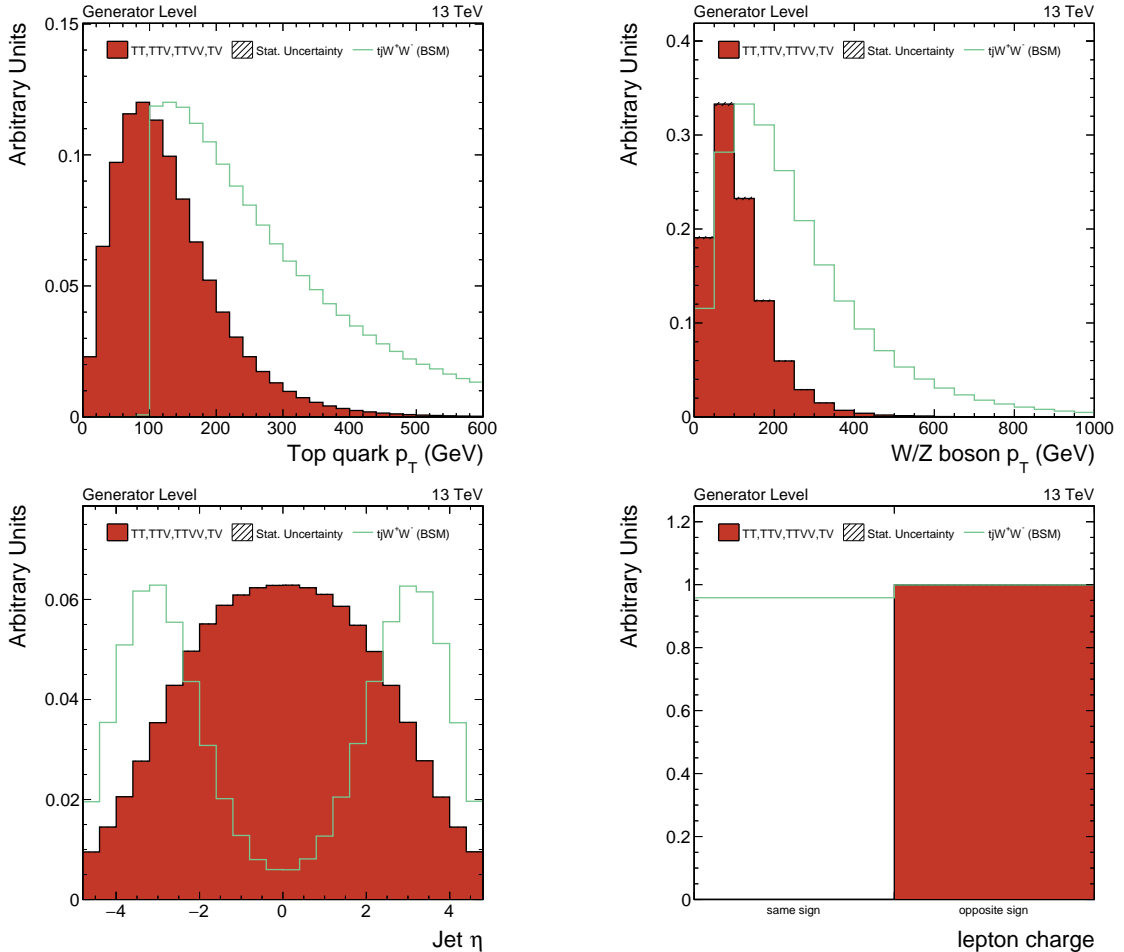 Generator Level 13 TeV
Arbitrary Units
TT,TTV,TTVV,TV Stat. Uncertainty tjW⁺W⁻ (BSM)
0.15
0.1
0.05
0
0 100 200 300 400 500 600
Top quark p_T (GeV)
Generator Level 13 TeV
Arbitrary Units
TT,TTV,TTVV,TV Stat. Uncertainty tjW⁺W⁻ (BSM)
0.4
0.3
0.2
0.1
0
0 200 400 600 800 1000
W/Z boson p_T (GeV)
Generator Level 13 TeV
Arbitrary Units
TT,TTV,TTVV,TV Stat. Uncertainty tjW⁺W⁻ (BSM)
0.06
0.04
0.02
0
−4 −2 0 2 4
Jet η
Generator Level 13 TeV
Arbitrary Units
TT,TTV,TTVV,TV Stat. Uncertainty tjW⁺W⁻ (BSM)
1.2
1
0.8
0.6
0.4
0.2
0
same sign opposite sign
lepton charge